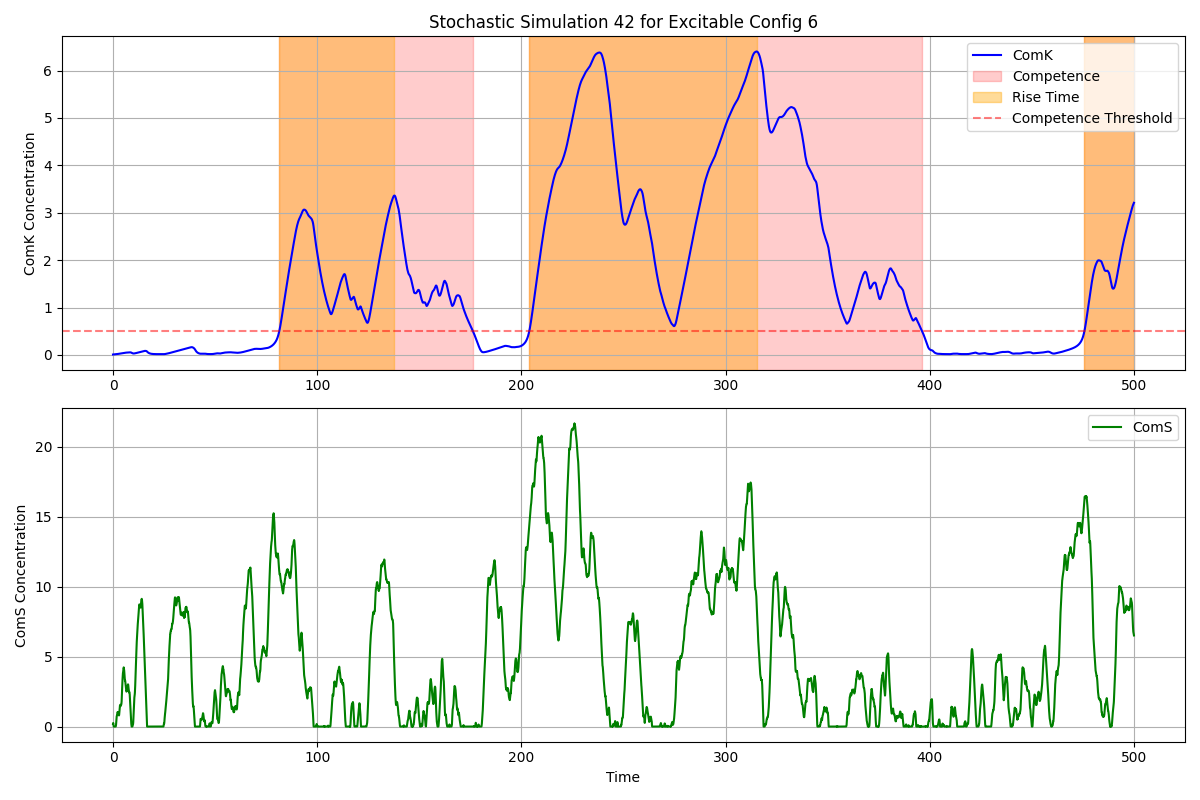 Stochastic Simulation 42 for Excitable Config 6
ComK Concentration
6
5
4
3
2
1
0
ComK
Competence
Rise Time
Competence Threshold
0 100 200 300 400 500
ComS Concentration
20
15
10
5
0
ComS
0 100 200 300 400 500
Time